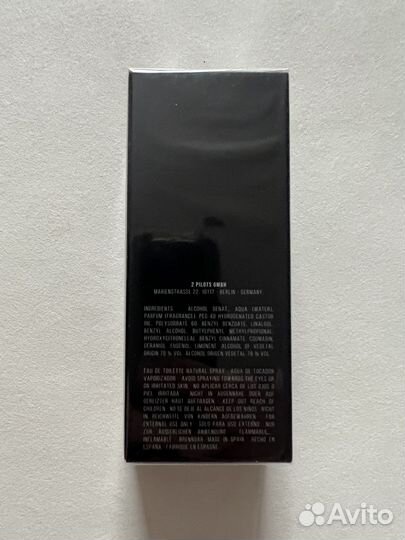 2 PILOTS GMBH
MARIENSTRASSE 22, 10117 - BERLIN - GERMANY
INGREDIENTS : ALCOHOL DENAT, AQUA (WATER),
PARFUM (FRAGRANCE), PEG 40 HYDROGENATED CASTOR
OIL, POLYSORBATE 60, BENZYL BENZOATE, LINALOOL,
BENZYL ALCOHOL, BUTYLPHENYL METHYLPROPIONAL,
HYDROXYCITRONELLAL, BENZYL CINNAMATE, COUMARIN,
GERANIOL, EUGENOL, LIMONENE ALCOHOL OF VEGETAL
ORIGIN 78 % VOL. ALCOHOL ORIGEN VEGETAL 78 % VOL.
EAU DE TOILETTE NATURAL SPRAY - AGUA DE TOCADOR
VAPORIZADOR - AVOID SPRAYING TOWARDS THE EYES OR
ON IRRITATED SKIN. NO APLICAR CERCA DE LOS OJOS O
PIEL IRRITADA - NICHT IN AUGENNÄHE ODER AUF
GEREIZTER HAUT AUFTRAGEN - KEEP OUT REACH OF
CHILDREN - NO SE DEJE AL ALCANCE DE LOS NIÑOS - NICHT
IN REICHWEITE VON KINDERN AUFBEWAHREN - FOR
EXTERNAL USE ONLY - SOLO PARA USO EXTERNO - NUR
ZUR ÄUSSERLICHEN ANWENDUNG - FLAMMABLE,
INFLAMABLE - BRENNBAR. MADE IN SPAIN - HECHO EN
ESPAÑA - FABRIQUE EN ESPAGNE.
Avito